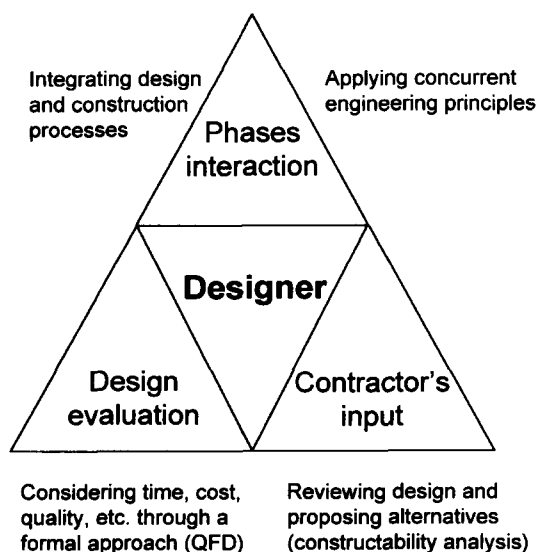 Integrating design
and construction
processes
Applying concurrent
engineering principles
Phases
interaction
Designer
Design
evaluation
Contractor's
input
Considering time, cost,
quality, etc. through a
formal approach (QFD)
Reviewing design and
proposing alternatives
(constructability analysis)